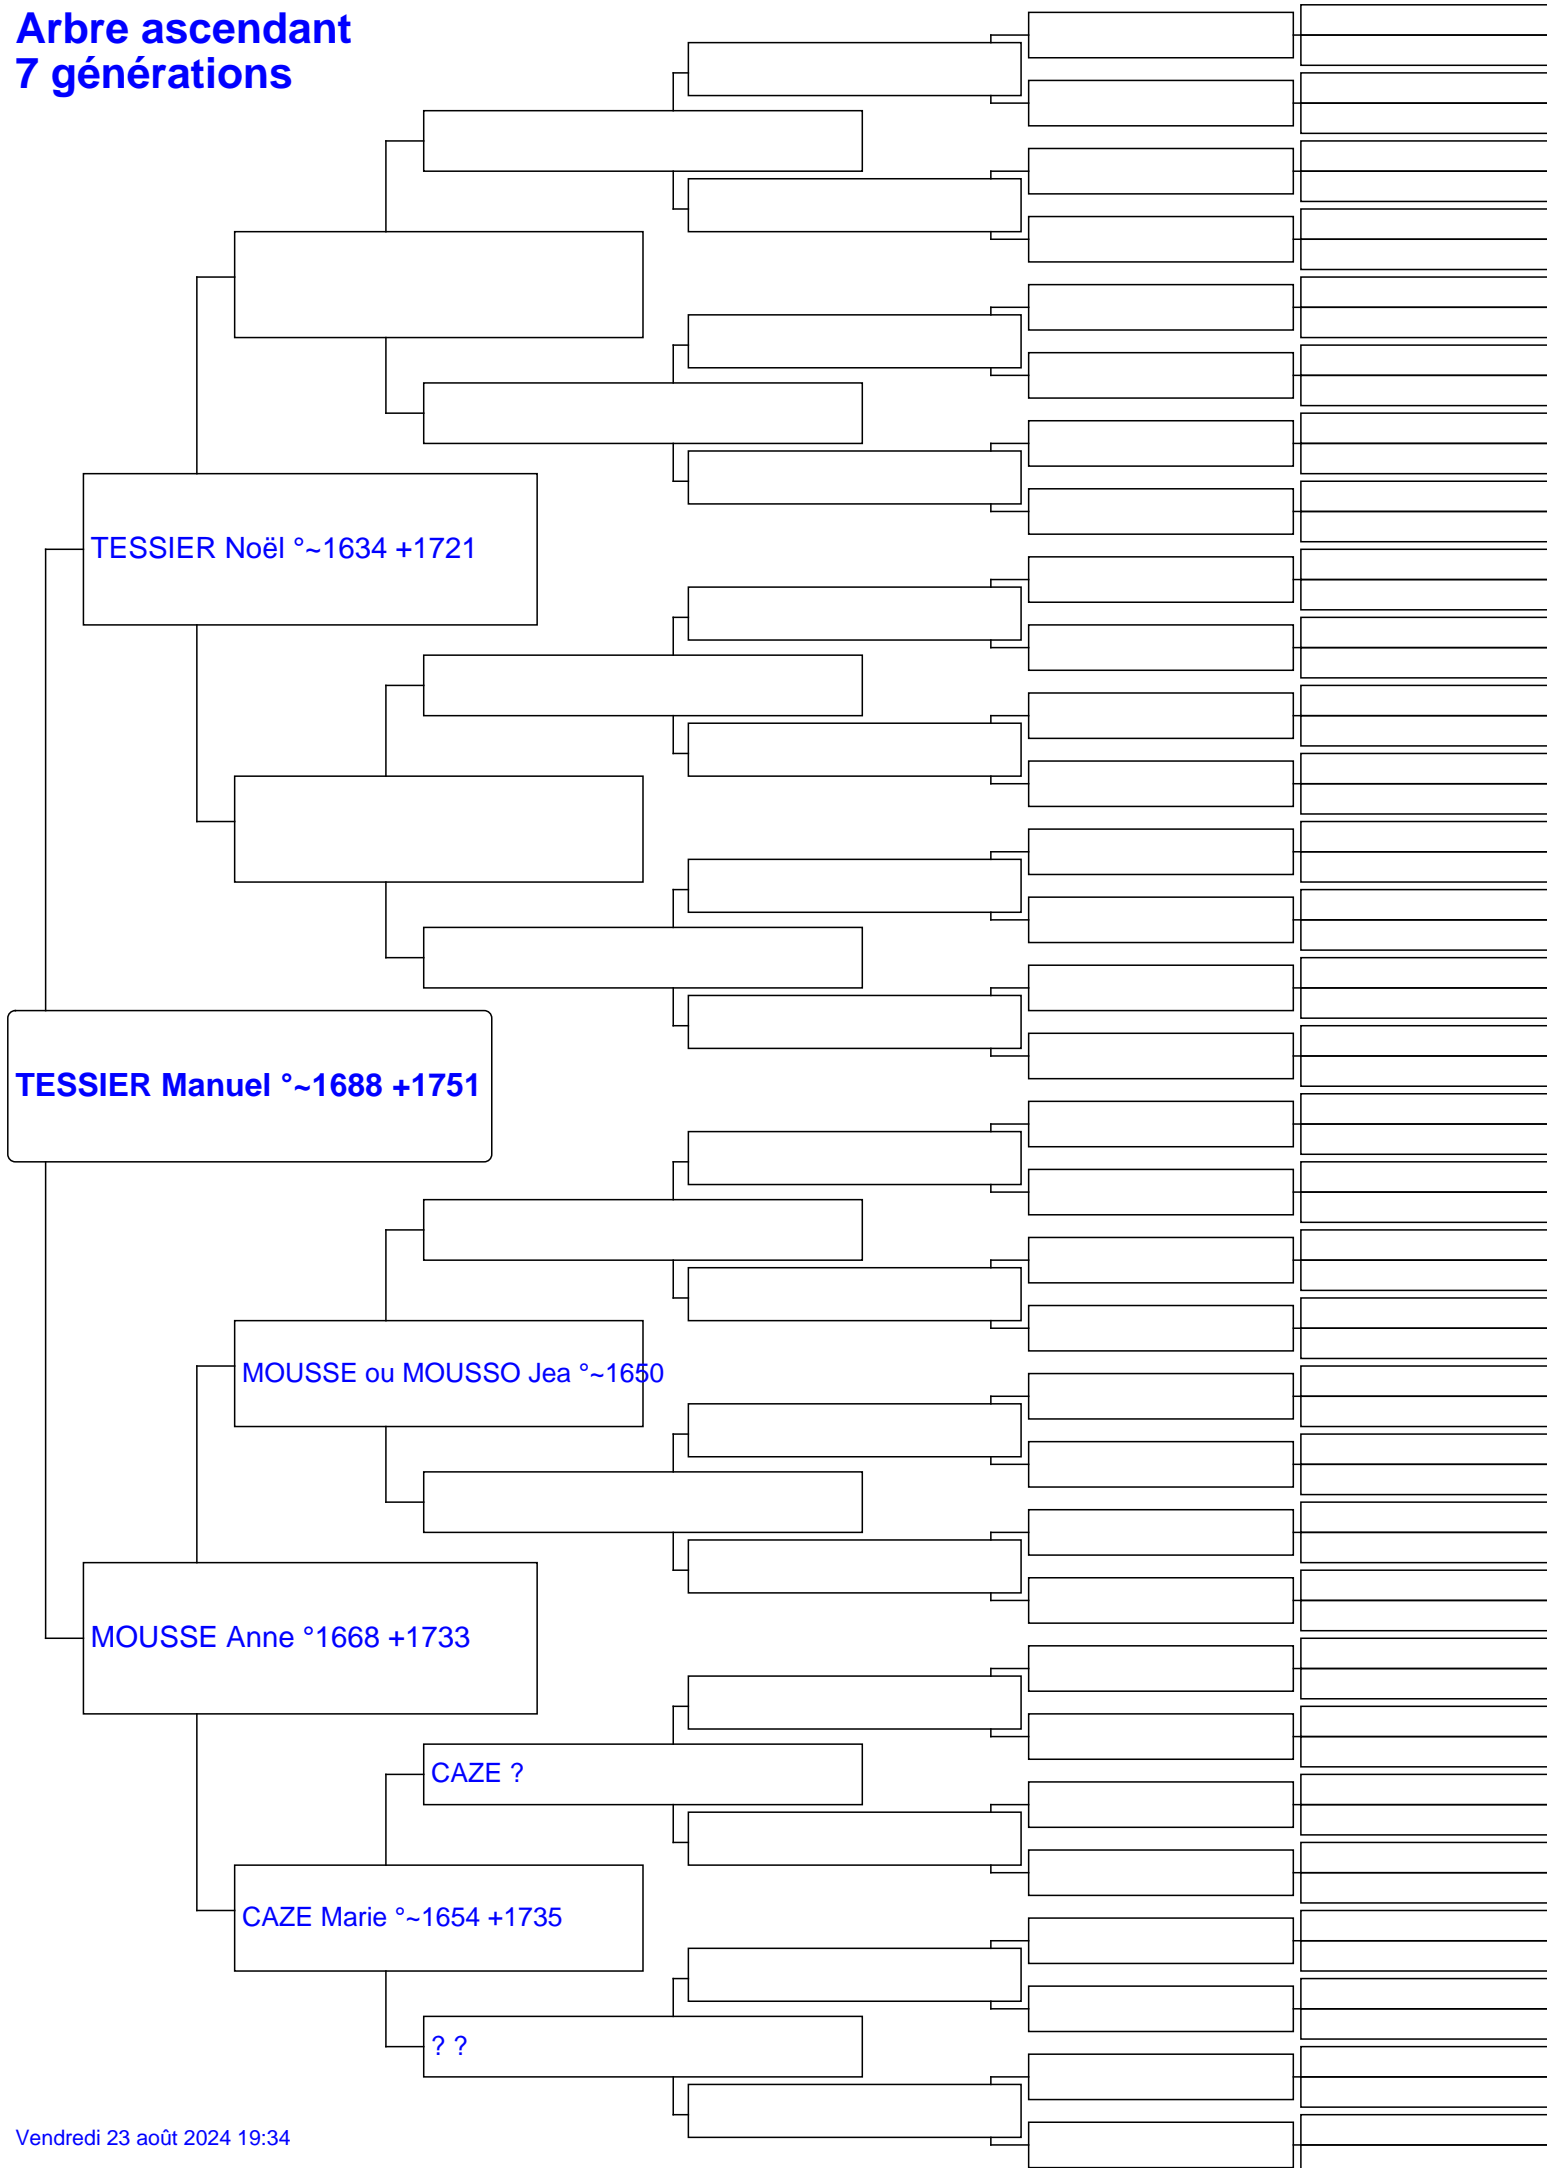 Arbre ascendant
7 générations
TESSIER Noël °~1634 +1721
TESSIER Manuel °~1688 +1751
MOUSSE ou MOUSSO Jea °~1650
MOUSSE Anne °1668 +1733
CAZE ?
CAZE Marie °~1654 +1735
? ?
Vendredi 23 août 2024 19:34